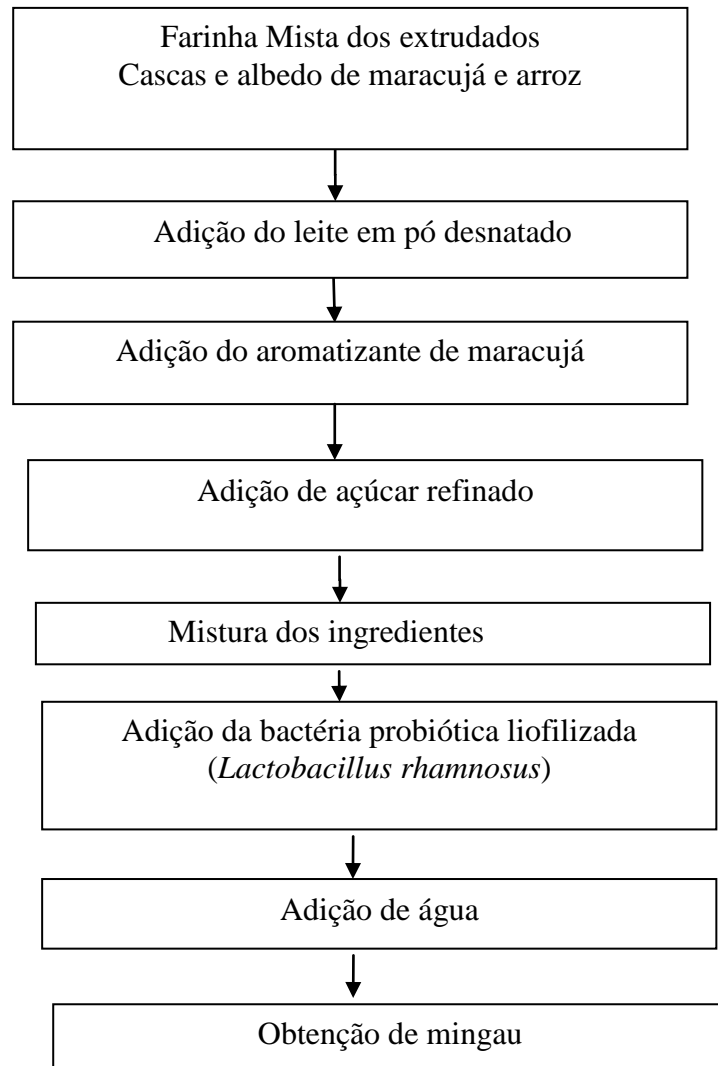 Farinha Mista dos extrudados
Cascas e albedo de maracujá e arroz
Adição do leite em pó desnatado
Adição do aromatizante de maracujá
Adição de açúcar refinado
Mistura dos ingredientes
Adição da bactéria probiótica liofilizada
(Lactobacillus rhamnosus)
Adição de água
Obtenção de mingau